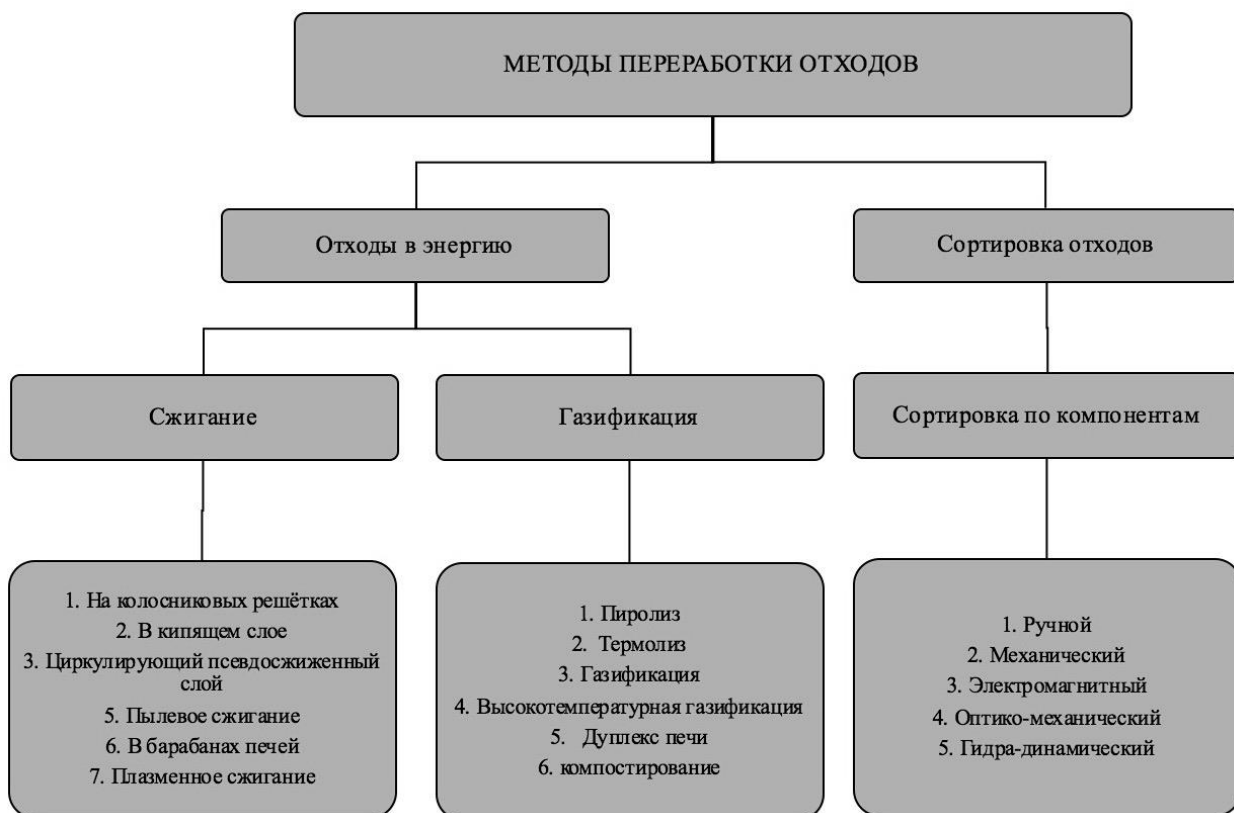 МЕТОДЫ ПЕРЕРАБОТКИ ОТХОДОВ
Отходы в энергию
Сортировка отходов
Сжигание
Газификация
Сортировка по компонентам
1. На колосниковых решётках
2. В кипящем слое
3. Циркулирующий псевдосжиженный
слой
5. Пылевое сжигание
6. В барабанах печей
7. Плазменное сжигание
1. Пиролиз
2. Термолиз
3. Газификация
4. Высокотемпературная газификация
5. Дуплекс печи
6. компостирование
1. Ручной
2. Механический
3. Электромагнитный
4. Оптико-механический
5. Гидра-динамический